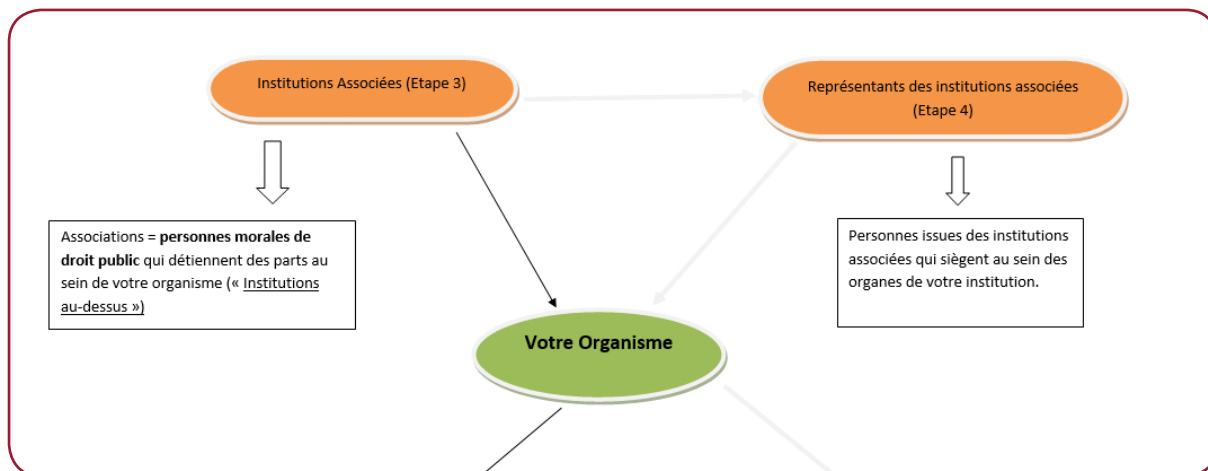 Institutions Associées (Etape 3)
Représentants des institutions associées
(Etape 4)
Associations = personnes morales de
droit public qui détiennent des parts au
sein de votre organisme (« Institutions
au-dessus »)
Personnes issues des institutions
associées qui siègent au sein des
organes de votre institution.
Votre Organisme